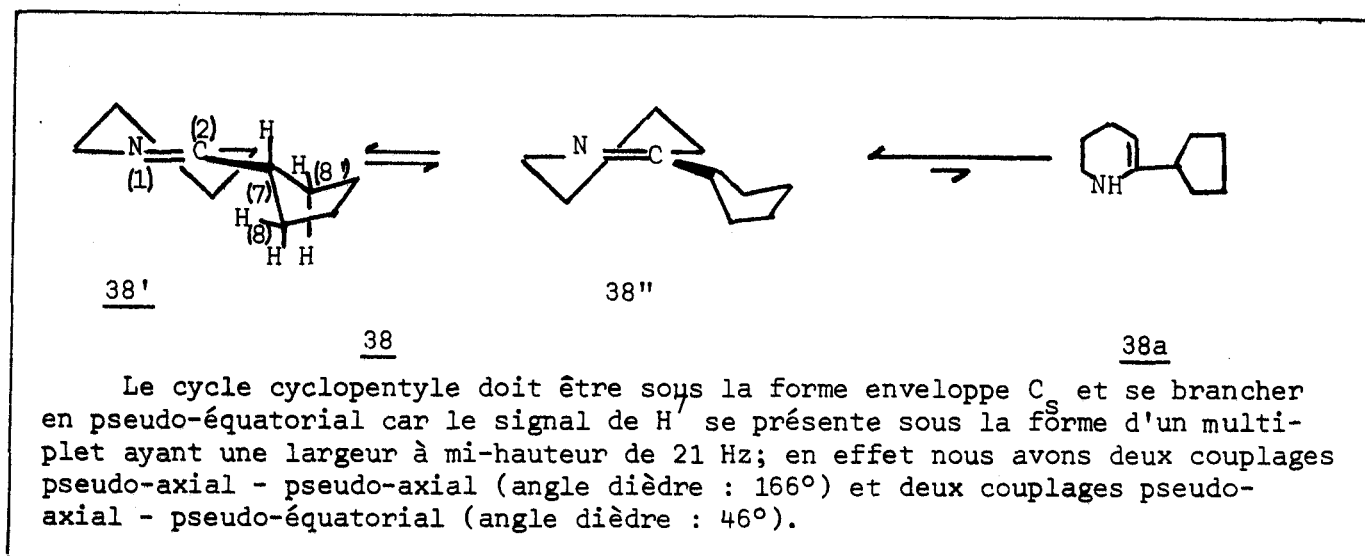 (2) H
N C H (8')
(1) (7)
H (8)
H H
N C
NH
38' 38"
38 38a
Le cycle cyclopentyle doit être sous la forme enveloppe C_s et se brancher
en pseudo-équatorial car le signal de H⁷ se présente sous la forme d'un multi-
plet ayant une largeur à mi-hauteur de 21 Hz; en effet nous avons deux couplages
pseudo-axial - pseudo-axial (angle dièdre : 166°) et deux couplages pseudo-
axial - pseudo-équatorial (angle dièdre : 46°).